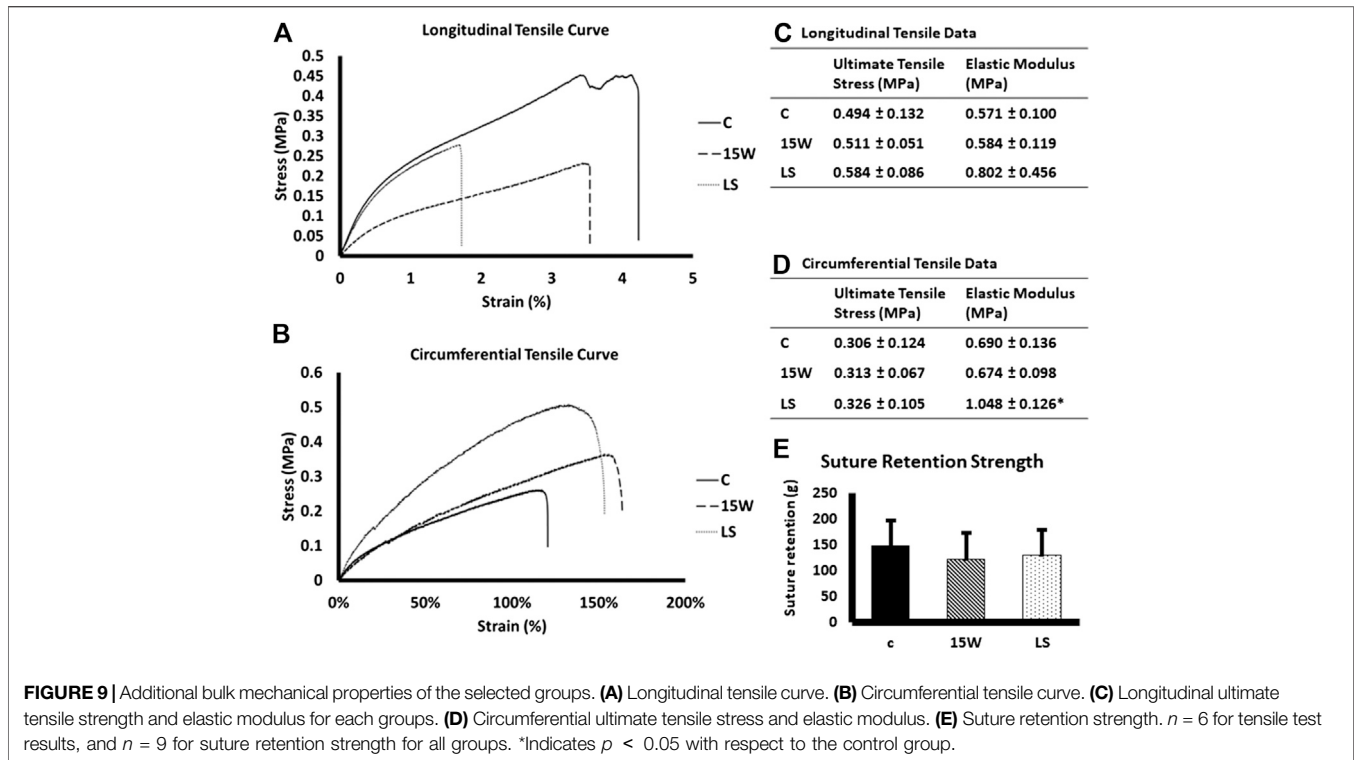 A
Longitudinal Tensile Curve
Stress (MPa)
0.5
0.45
0.4
0.35
0.3
0.25
0.2
0.15
0.1
0.05
0
0 1 2 3 4 5
Strain (%)
C
15W
LS
B
Circumferential Tensile Curve
Stress (MPa)
0.6
0.5
0.4
0.3
0.2
0.1
0
0% 50% 100% 150% 200%
Strain (%)
C
15W
LS
C Longitudinal Tensile Data
Ultimate Tensile Stress (MPa) Elastic Modulus (MPa)
C 0.494 ± 0.132 0.571 ± 0.100
15W 0.511 ± 0.051 0.584 ± 0.119
LS 0.584 ± 0.086 0.802 ± 0.456
D Circumferential Tensile Data
Ultimate Tensile Stress (MPa) Elastic Modulus (MPa)
C 0.306 ± 0.124 0.690 ± 0.136
15W 0.313 ± 0.067 0.674 ± 0.098
LS 0.326 ± 0.105 1.048 ± 0.126*
E
Suture Retention Strength
Suture retention (g)
250
200
150
100
50
0
c 15W LS
FIGURE 9 | Additional bulk mechanical properties of the selected groups. (A) Longitudinal tensile curve. (B) Circumferential tensile curve. (C) Longitudinal ultimate
tensile strength and elastic modulus for each groups. (D) Circumferential ultimate tensile stress and elastic modulus. (E) Suture retention strength. n = 6 for tensile test
results, and n = 9 for suture retention strength for all groups. *Indicates p < 0.05 with respect to the control group.